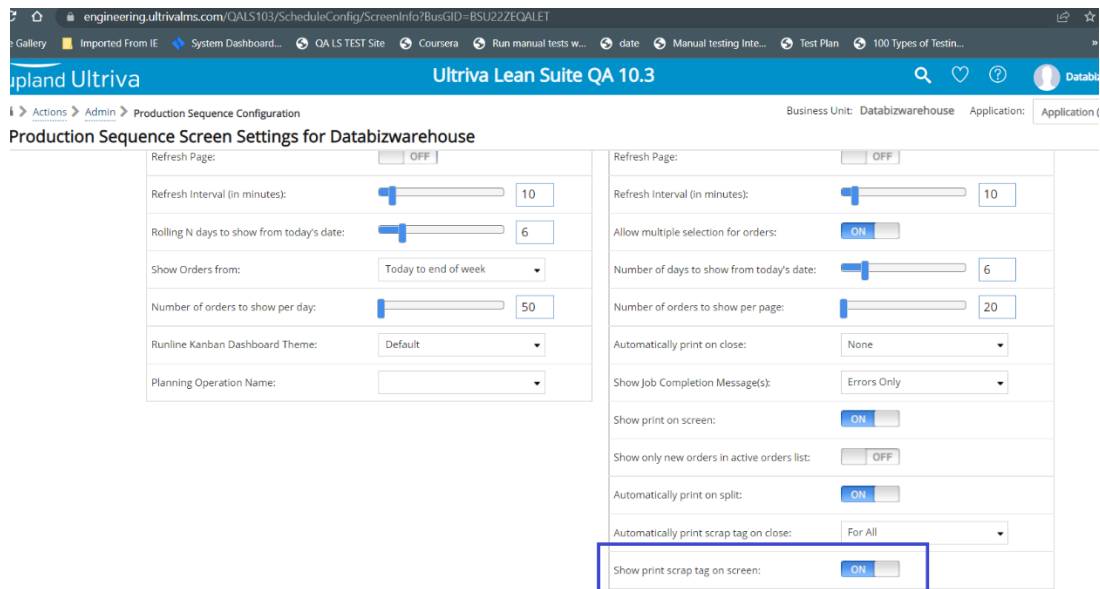 engineering.ultrivalms.com/QALS103/ScheduleConfig/ScreenInfo?BusGID=BSU22ZEQALET
e Gallery Imported From IE System Dashboard... QA LS TEST Site Coursera Run manual tests w... date Manual testing Inte... Test Plan 100 Types of Testin... »
upland Ultriva Ultriva Lean Suite QA 10.3 Databiz
Actions > Admin > Production Sequence Configuration Business Unit: Databizwarehouse Application: Application (
Production Sequence Screen Settings for Databizwarehouse
Refresh Page: OFF
Refresh Interval (in minutes): 10
Rolling N days to show from today's date: 6
Show Orders from: Today to end of week
Number of orders to show per day: 50
Runline Kanban Dashboard Theme: Default
Planning Operation Name:
Refresh Page: OFF
Refresh Interval (in minutes): 10
Allow multiple selection for orders: ON
Number of days to show from today's date: 6
Number of orders to show per page: 20
Automatically print on close: None
Show Job Completion Message(s): Errors Only
Show print on screen: ON
Show only new orders in active orders list: OFF
Automatically print on split: ON
Automatically print scrap tag on close: For All
Show print scrap tag on screen: ON